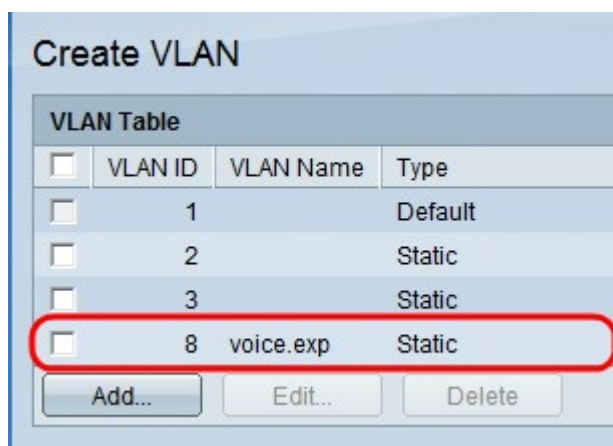 Create VLAN
VLAN Table
VLAN ID VLAN Name Type
1 Default
2 Static
3 Static
8 voice.exp Static
Add... Edit... Delete